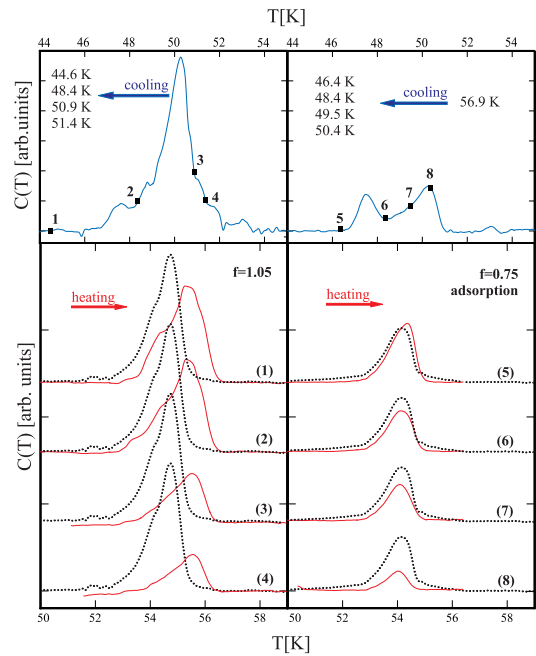 T[K]
44 46 48 50 52 54
44 46 48 50 52 54
C(T) [arb.uinits]
44.6 K
48.4 K
50.9 K
51.4 K
cooling
1
2
3
4
46.4 K
48.4 K
49.5 K
50.4 K
cooling
56.9 K
5
6
7
8
C(T) [arb. units]
f=1.05
heating
(1)
(2)
(3)
(4)
f=0.75
adsorption
heating
(5)
(6)
(7)
(8)
50 52 54 56 58
50 52 54 56 58
T[K]